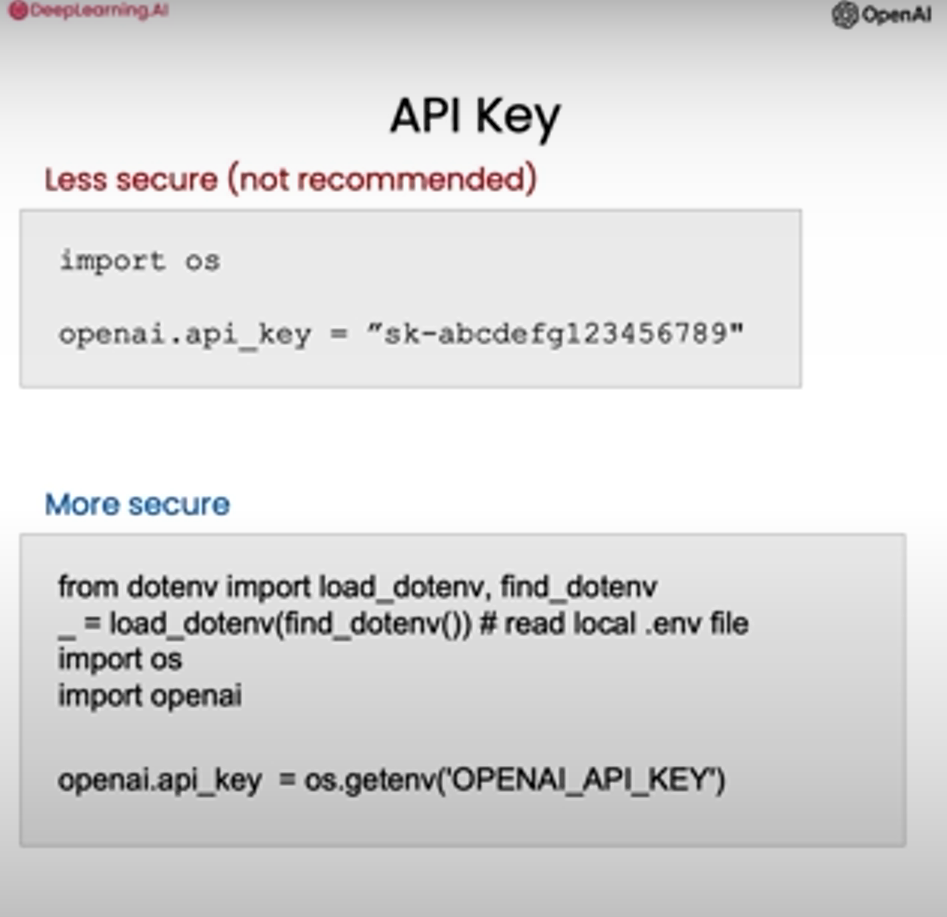 DeepLearning.AI
OpenAI
API Key
Less secure (not recommended)
import os
openai.api_key = ”sk-abcdefg123456789"
More secure
from dotenv import load_dotenv, find_dotenv
_ = load_dotenv(find_dotenv()) # read local .env file
import os
import openai
openai.api_key  = os.getenv('OPENAI_API_KEY')